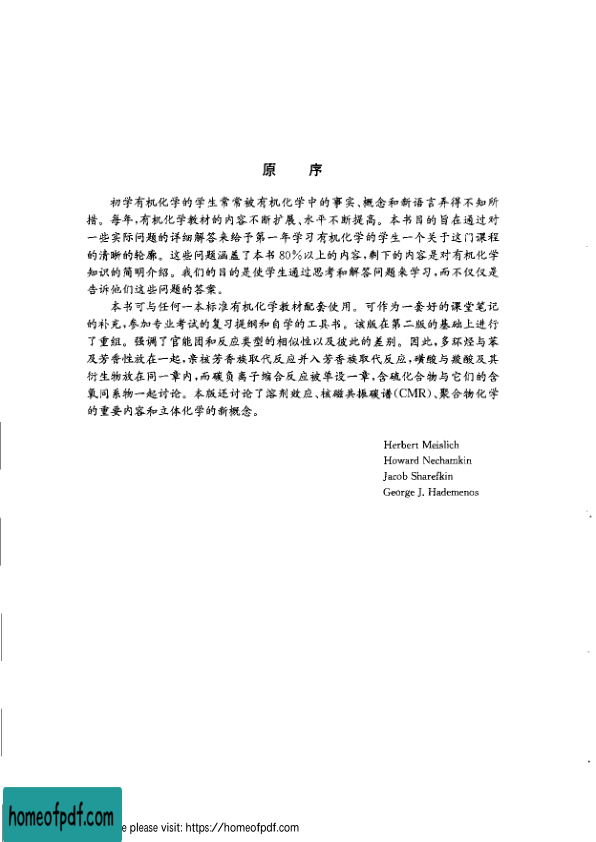 原 序
初学有机化学的学生常常被有机化学中的事实、概念和新语言弄得不知所
措。每年,有机化学教材的内容不断扩展、水平不断提高。本书目的旨在通过对
一些实际问题的详细解答来给予第一年学习有机化学的学生一个关于这门课程
的清晰的轮廓。这些问题涵盖了本书 80%以上的内容,剩下的内容是对有机化学
知识的简明介绍。我们的目的是使学生通过思考和解答问题来学习,而不仅仅是
告诉他们这些问题的答案。
本书可与任何一本标准有机化学教材配套使用。可作为一套好的课堂笔记
的补充,参加专业考试的复习提纲和自学的工具书。该版在第二版的基础上进行
了重组。强调了官能团和反应类型的相似性以及彼此的差别。因此,多环烃与苯
及芳香性放在一起,亲核芳香族取代反应并入芳香族取代反应,磺酸与羧酸及其
衍生物放在同一章内,而碳负离子缩合反应被单设一章,含硫化合物与它们的含
氧同系物一起讨论。本版还讨论了溶剂效应、核磁共振碳谱(CMR)、聚合物化学
的重要内容和立体化学的新概念。
Herbert Meislich
Howard Nechamkin
Jacob Sharefkin
George J. Hademenos
homeofpdf.com
e please visit: https://homeofpdf.com